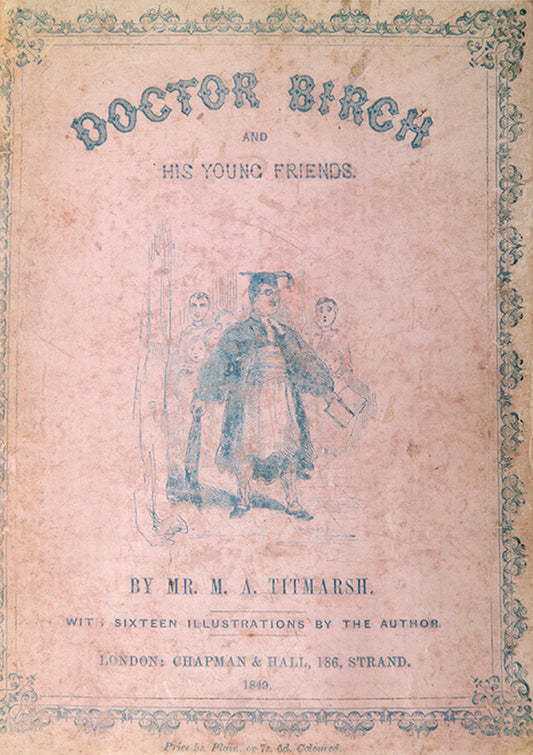 DOCTOR BIRCH
AND
HIS YOUNG FRIENDS.
BY MR. M. A. TITMARSH.
WITH SIXTEEN ILLUSTRATIONS BY THE AUTHOR.
LONDON: CHAPMAN & HALL, 186, STRAND.
1849.
Price 5s. Plain, or 7s. 6d. Coloured.